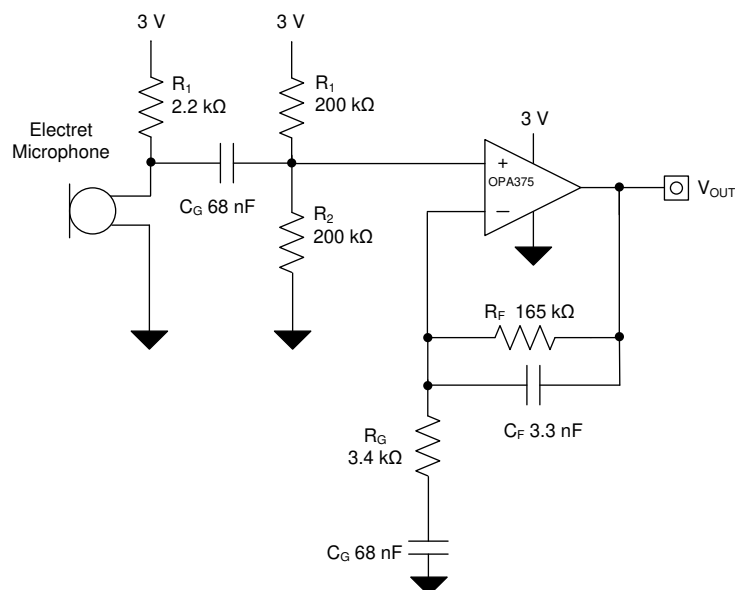 3 V
3 V
R1
2.2 kΩ
R1
200 kΩ
Electret
Microphone
3 V
+
OPA375
−
VOUT
CG 68 nF
R2
200 kΩ
RF 165 kΩ
CF 3.3 nF
RG
3.4 kΩ
CG 68 nF